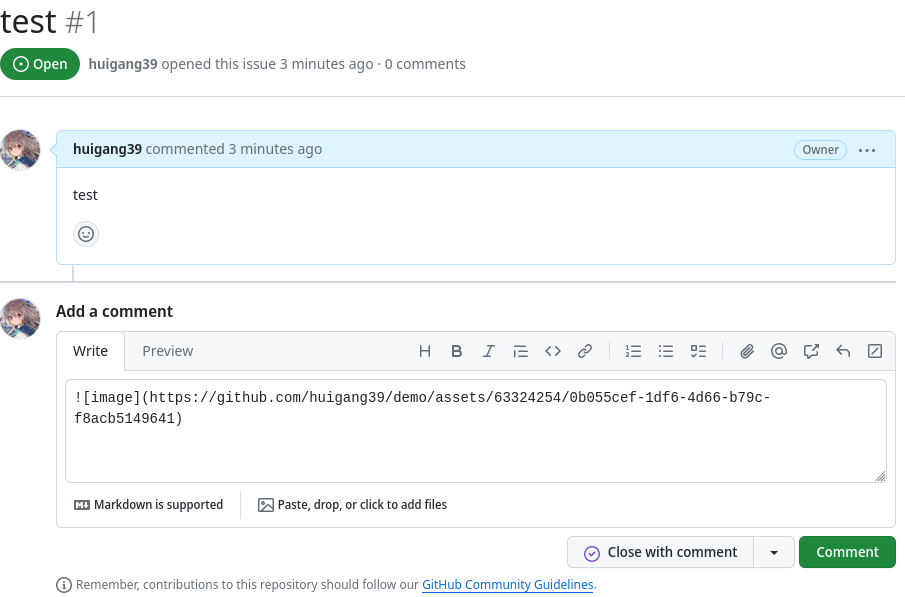 test #1
Open huigang39 opened this issue 3 minutes ago · 0 comments
huigang39 commented 3 minutes ago Owner ···
test
Add a comment
Write Preview
![image](https://github.com/huigang39/demo/assets/63324254/0b055cef-1df6-4d66-b79c-
f8acb5149641)
Markdown is supported Paste, drop, or click to add files
Close with comment Comment
Remember, contributions to this repository should follow our GitHub Community Guidelines.